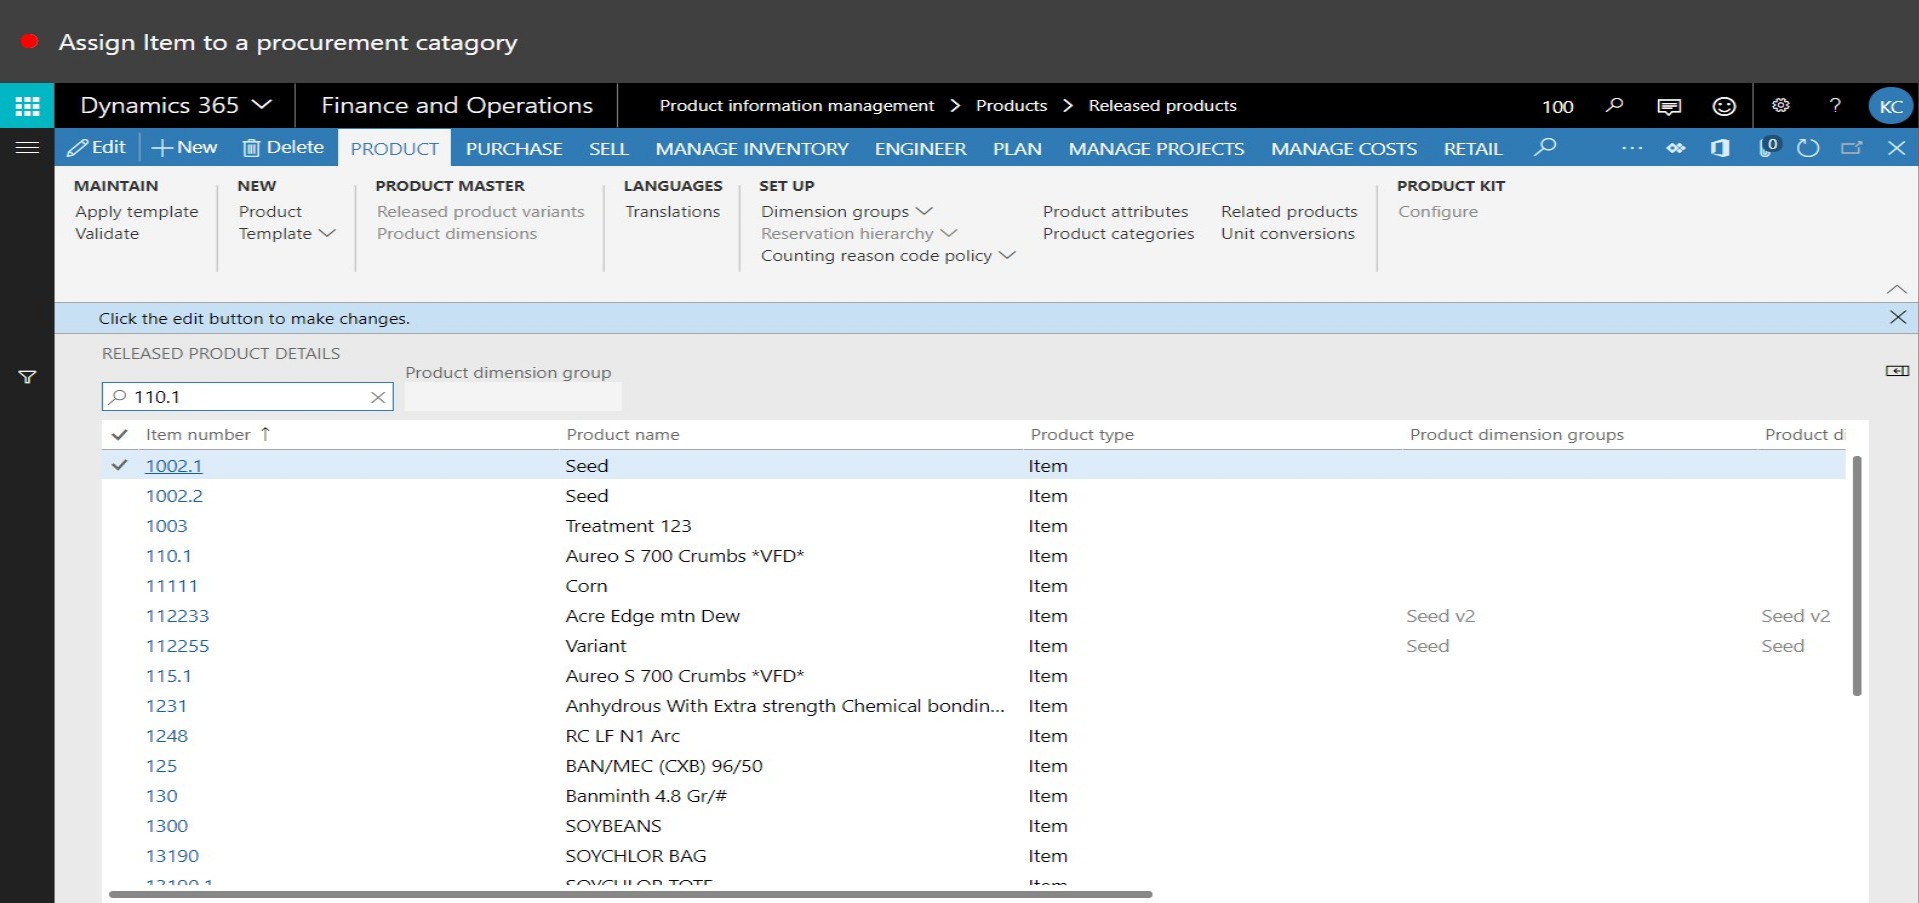 Assign Item to a procurement catagory
Dynamics 365 Finance and Operations Product information management > Products > Released products 100 ? KC
Edit New Delete PRODUCT PURCHASE SELL MANAGE INVENTORY ENGINEER PLAN MANAGE PROJECTS MANAGE COSTS RETAIL ... 0
MAINTAIN NEW PRODUCT MASTER LANGUAGES SET UP PRODUCT KIT
Apply template Product Released product variants Translations Dimension groups Product attributes Related products Configure
Validate Template Product dimensions Reservation hierarchy Product categories Unit conversions
Counting reason code policy
Click the edit button to make changes.
RELEASED PRODUCT DETAILS
Product dimension group
110.1
Item number ↑ Product name Product type Product dimension groups Product di
1002.1 Seed Item
1002.2 Seed Item
1003 Treatment 123 Item
110.1 Aureo S 700 Crumbs *VFD* Item
11111 Corn Item
112233 Acre Edge mtn Dew Item Seed v2 Seed v2
112255 Variant Item Seed Seed
115.1 Aureo S 700 Crumbs *VFD* Item
1231 Anhydrous With Extra strength Chemical bondin... Item
1248 RC LF N1 Arc Item
125 BAN/MEC (CXB) 96/50 Item
130 Banminth 4.8 Gr/# Item
1300 SOYBEANS Item
13190 SOYCHLOR BAG Item
13190.1 SOYCHLOR TOTE Item